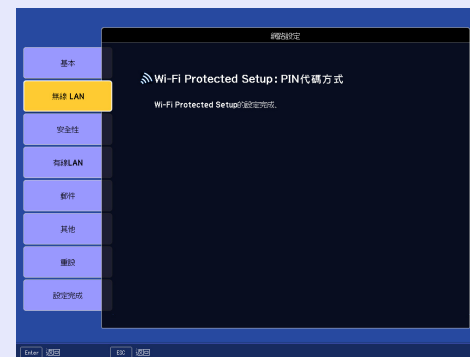 網路設定
基本
無線 LAN
安全性
有線LAN
郵件
其他
重設
設定完成
Wi-Fi Protected Setup: PIN代碼方式
Wi-Fi Protected Setup的設定完成．
Enter 返回 ESC 返回